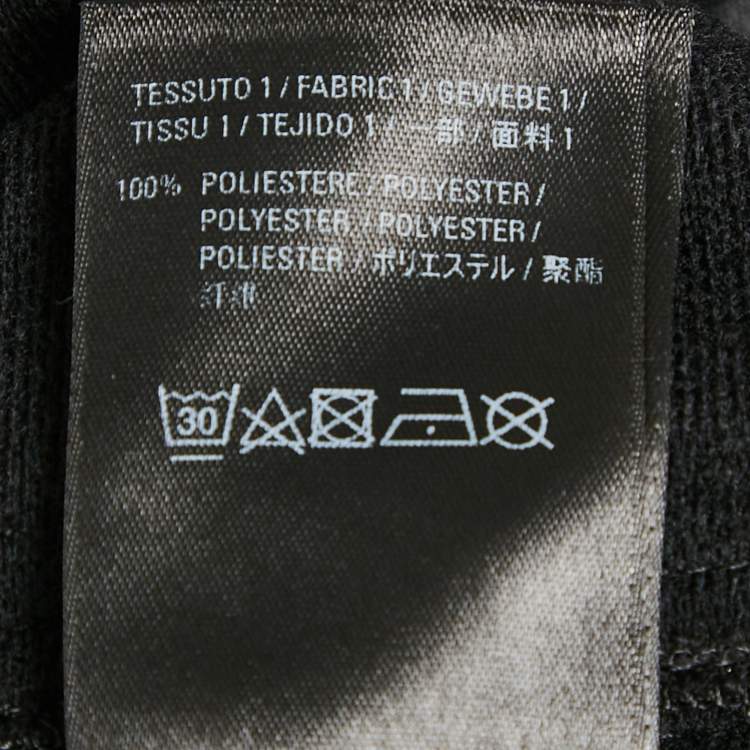 TESSUTO 1 / FABRIC 1 / GEWEBE 1 /
TISSU 1 / TEJIDO 1 / 一部 / 面料 1
100% POLIESTERE / POLYESTER /
POLYESTER / POLYESTER /
POLIESTER / ポリエステル / 聚酯
纤维
30